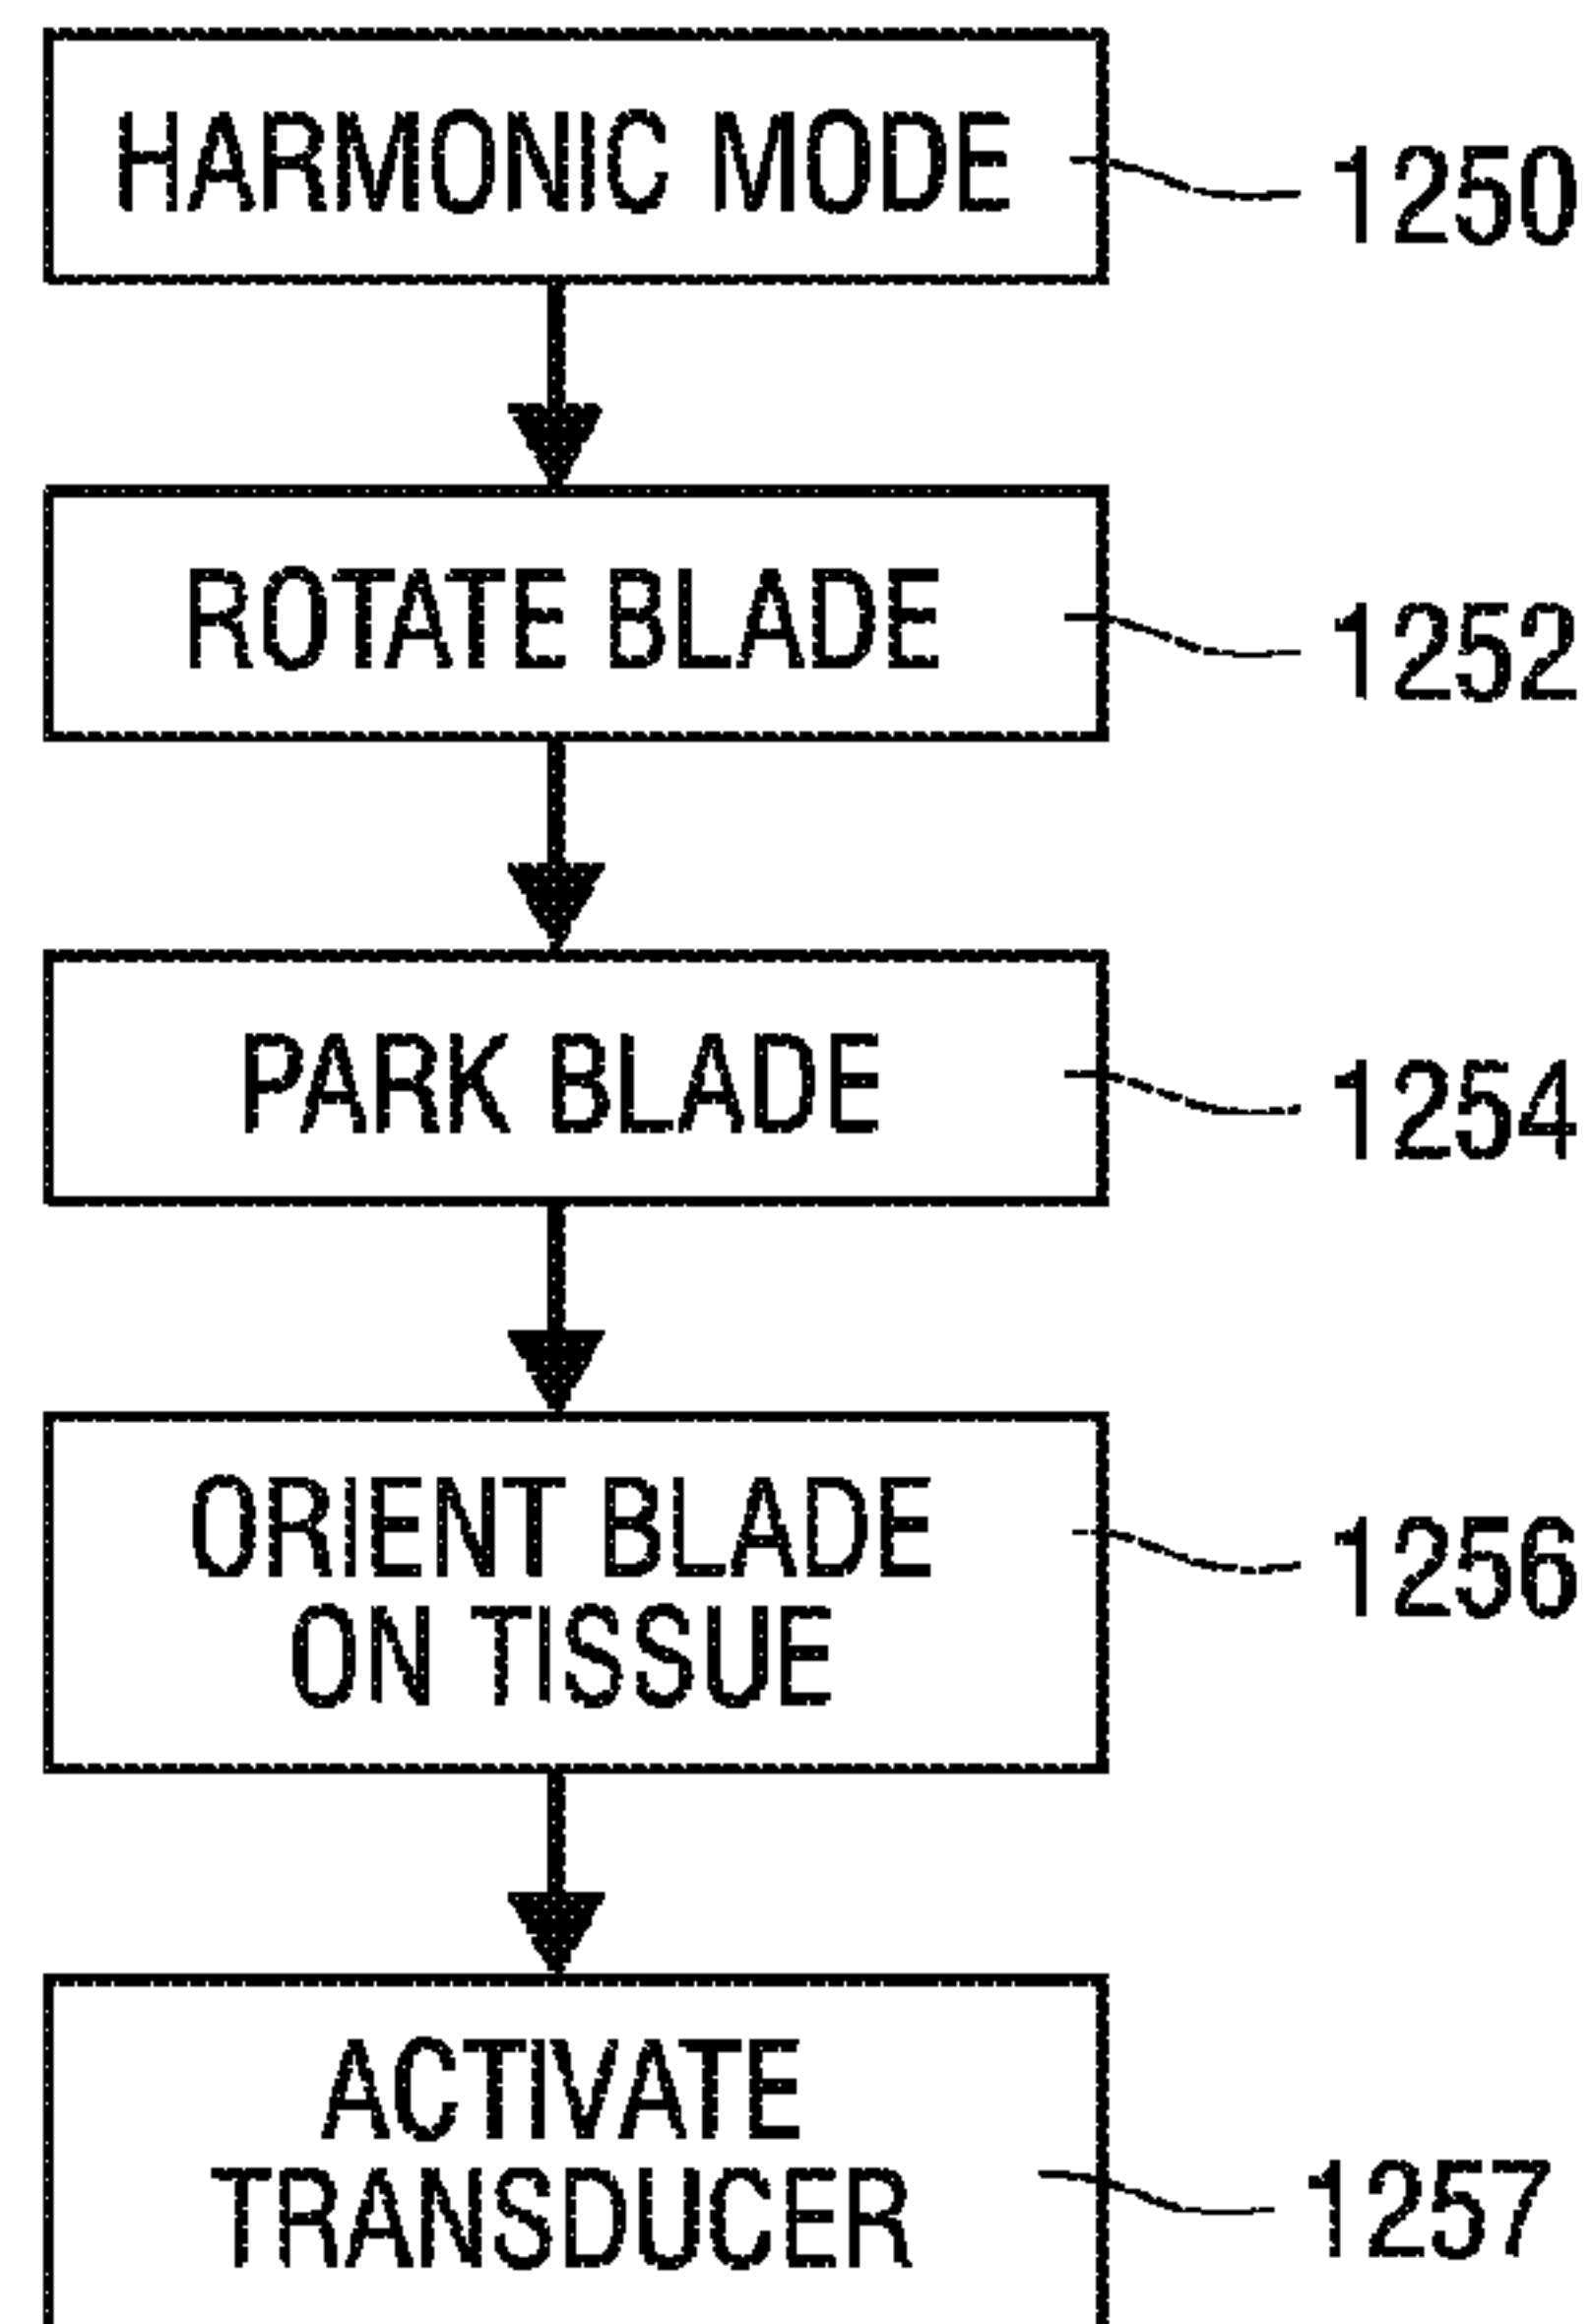 HARMONIC MODE
1250
ROTATE BLADE
1252
PARK BLADE
1254
ORIENT BLADE
ON TISSUE
1256
ACTIVATE
TRANSDUCER
1257